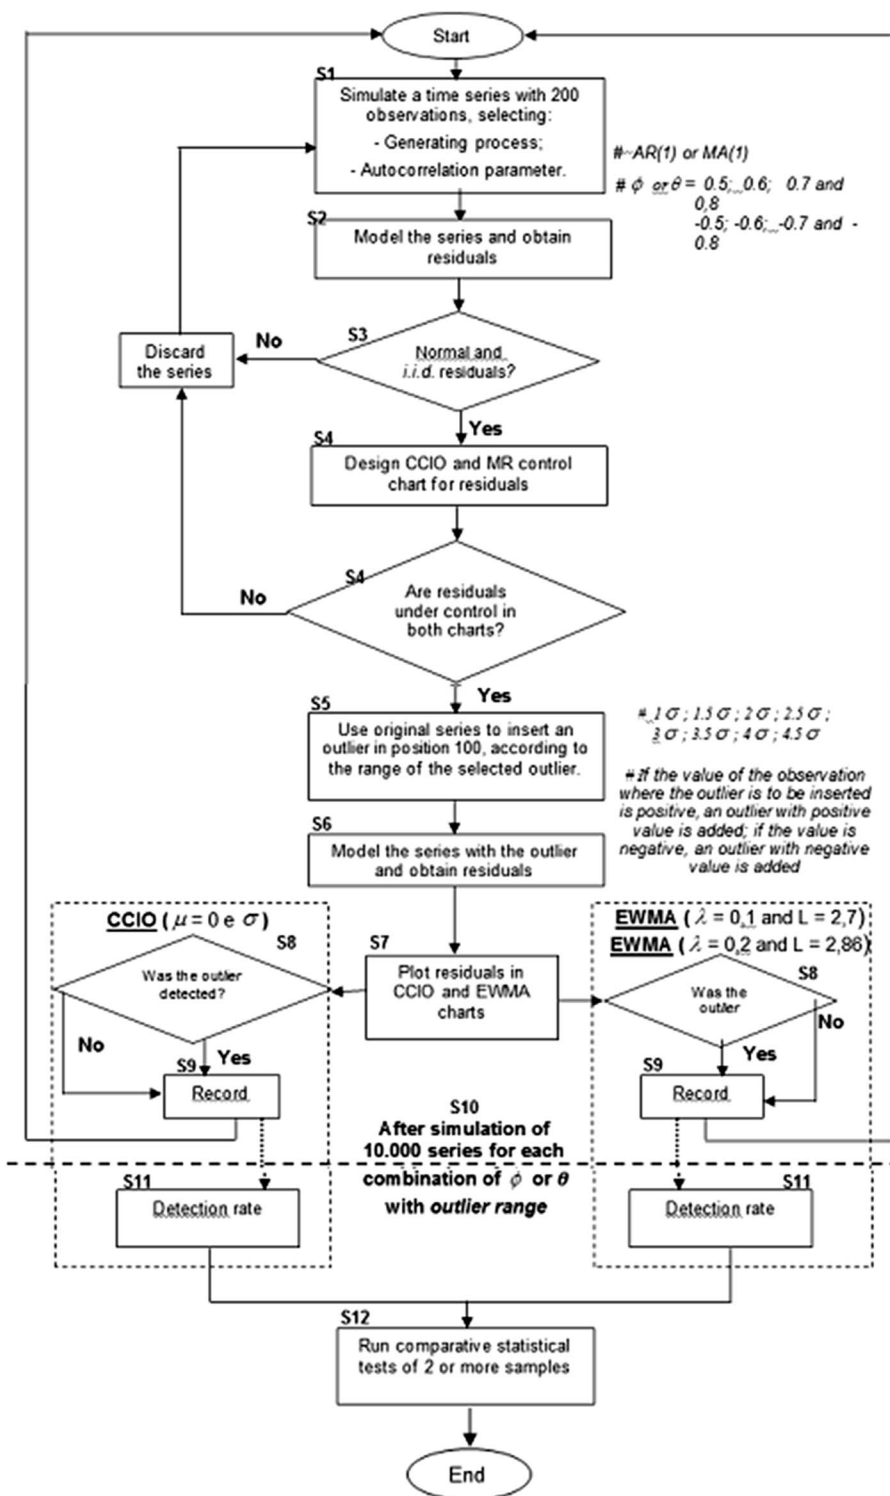 Start
S1
Simulate a time series with 200
observations, selecting:
- Generating process;
- Autocorrelation parameter.
#~AR(1) or MA(1)
# ϕ or θ = 0.5; 0.6; 0.7 and
0,8
-0.5; -0.6; -0.7 and -
0.8
S2
Model the series and obtain
residuals
S3
Normal and
i.i.d. residuals?
No
Discard
the series
Yes
S4
Design CCIO and MR control
chart for residuals
S4
Are residuals
under control in
both charts?
No
Yes
S5
Use original series to insert an
outlier in position 100, according to
the range of the selected outlier.
# 1 σ ; 1.5 σ ; 2 σ ; 2.5 σ ;
3 σ ; 3.5 σ ; 4 σ ; 4.5 σ
# If the value of the observation
where the outlier is to be inserted
is positive, an outlier with positive
value is added; if the value is
negative, an outlier with negative
value is added
S6
Model the series with the outlier
and obtain residuals
CCIO ( μ = 0 e σ )
S8
Was the outlier
detected?
No
Yes
S9
Record
S7
Plot residuals in
CCIO and EWMA
charts
EWMA ( λ = 0,1 and L = 2,7)
EWMA ( λ = 0,2 and L = 2,86)
S8
Was the
outlier
No
Yes
S9
Record
S10
After simulation of
10.000 series for each
combination of ϕ or θ
with outlier range
S11
Detection rate
S11
Detection rate
S12
Run comparative statistical
tests of 2 or more samples
End